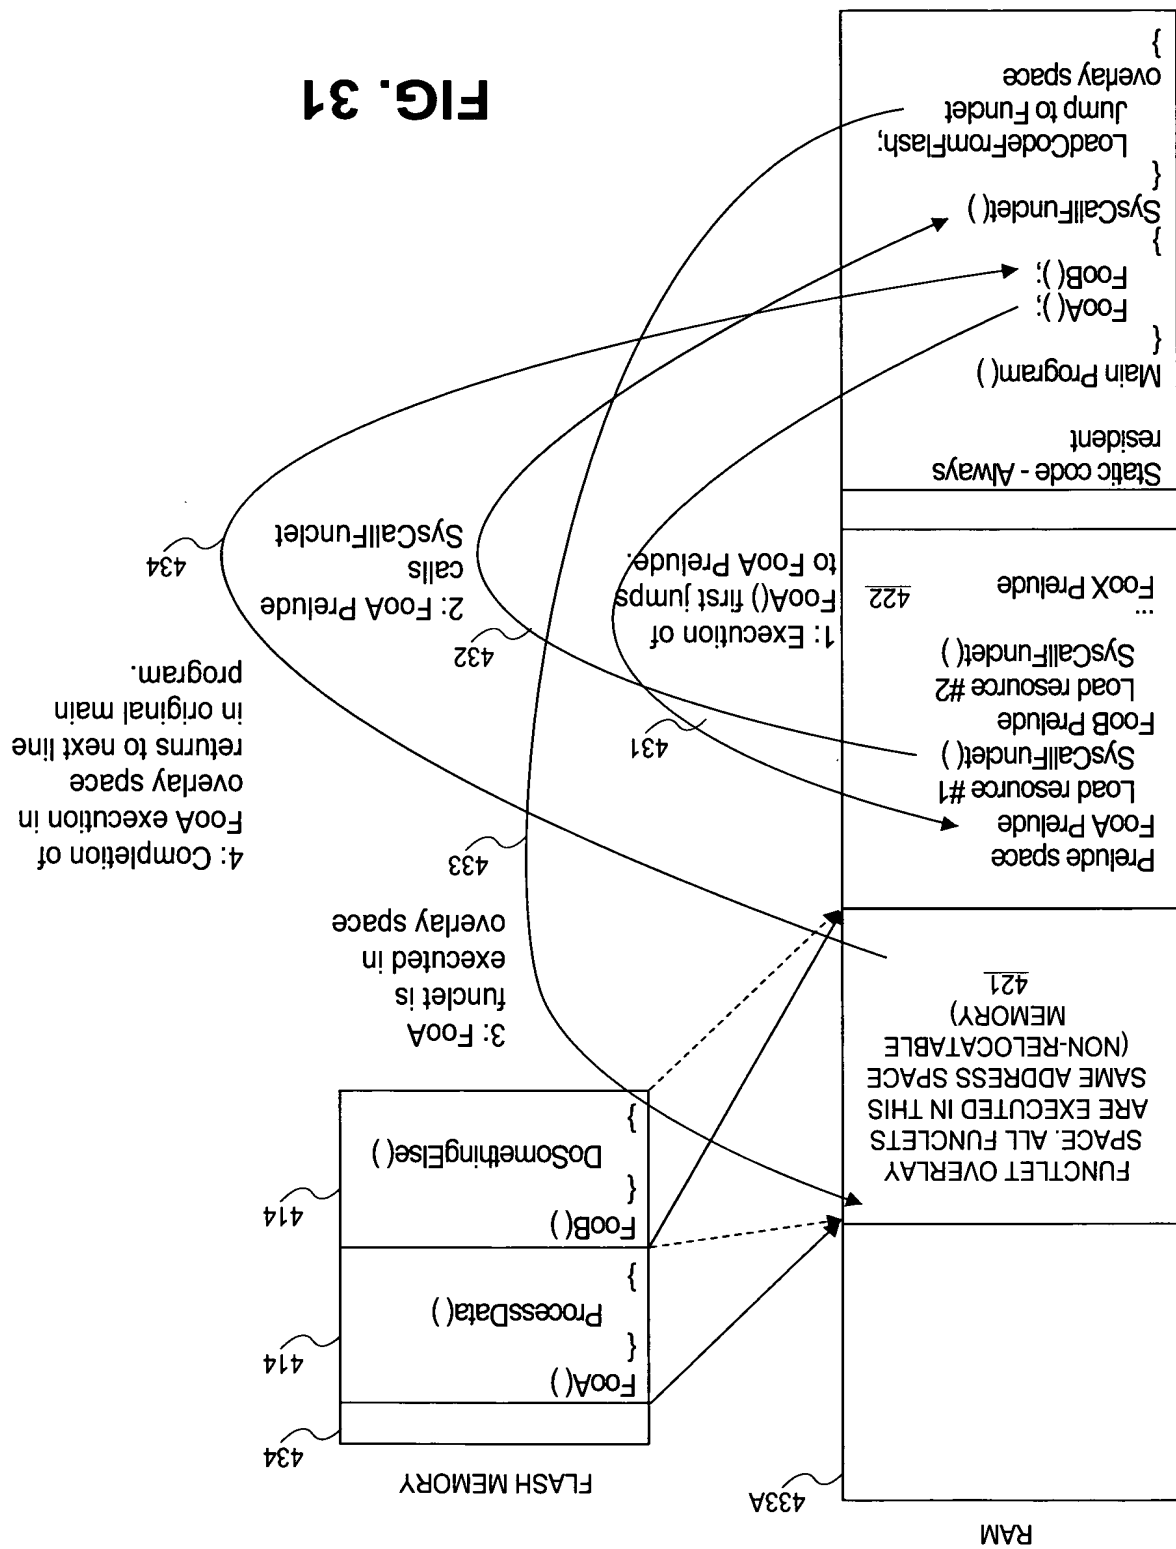 RAM
433A
FUNCTLET OVERLAY
SPACE. ALL FUNCLETS
ARE EXECUTED IN THIS
SAME ADDRESS SPACE
(NON-RELOCATABLE
MEMORY)
421
Prelude space
FooA Prelude
Load resource #1
SysCallFunclet( )
FooB Prelude
Load resource #2
SysCallFundet( )
...
FooX Prelude
422
Static code - Always
resident
Main Program( )
{
FooA( );
FooB( );
}
SysCallFunclet( )
{
LoadCodeFromFlash;
Jump to Funclet
overlay space
}
FLASH MEMORY
434
FooA( )
{
ProcessData( )
}
414
FooB( )
{
DoSomethingElse( )
}
414
3: FooA
funclet is
executed in
overlay space
433
4: Completion of
FooA execution in
overlay space
returns to next line
in original main
program.
431
1: Execution of
FooA() first jumps
to FooA Prelude.
432
2: FooA Prelude
calls
SysCallFunclet
434
FIG. 31